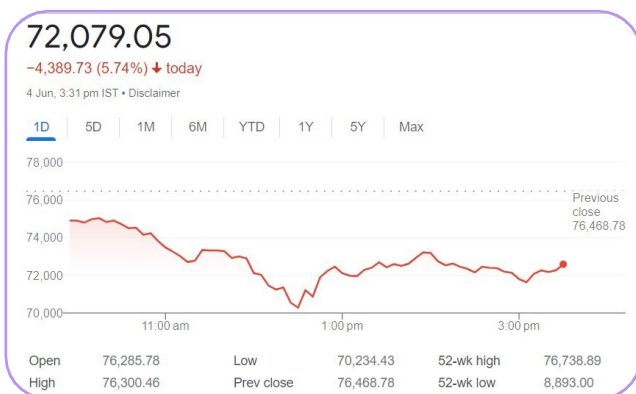 72,079.05
−4,389.73 (5.74%) ↓ today
4 Jun, 3:31 pm IST • Disclaimer
1D 5D 1M 6M YTD 1Y 5Y Max
78,000
76,000
74,000
72,000
70,000
Previous
close
76,468.78
11:00 am 1:00 pm 3:00 pm
Open 76,285.78 Low 70,234.43 52-wk high 76,738.89
High 76,300.46 Prev close 76,468.78 52-wk low 8,893.00